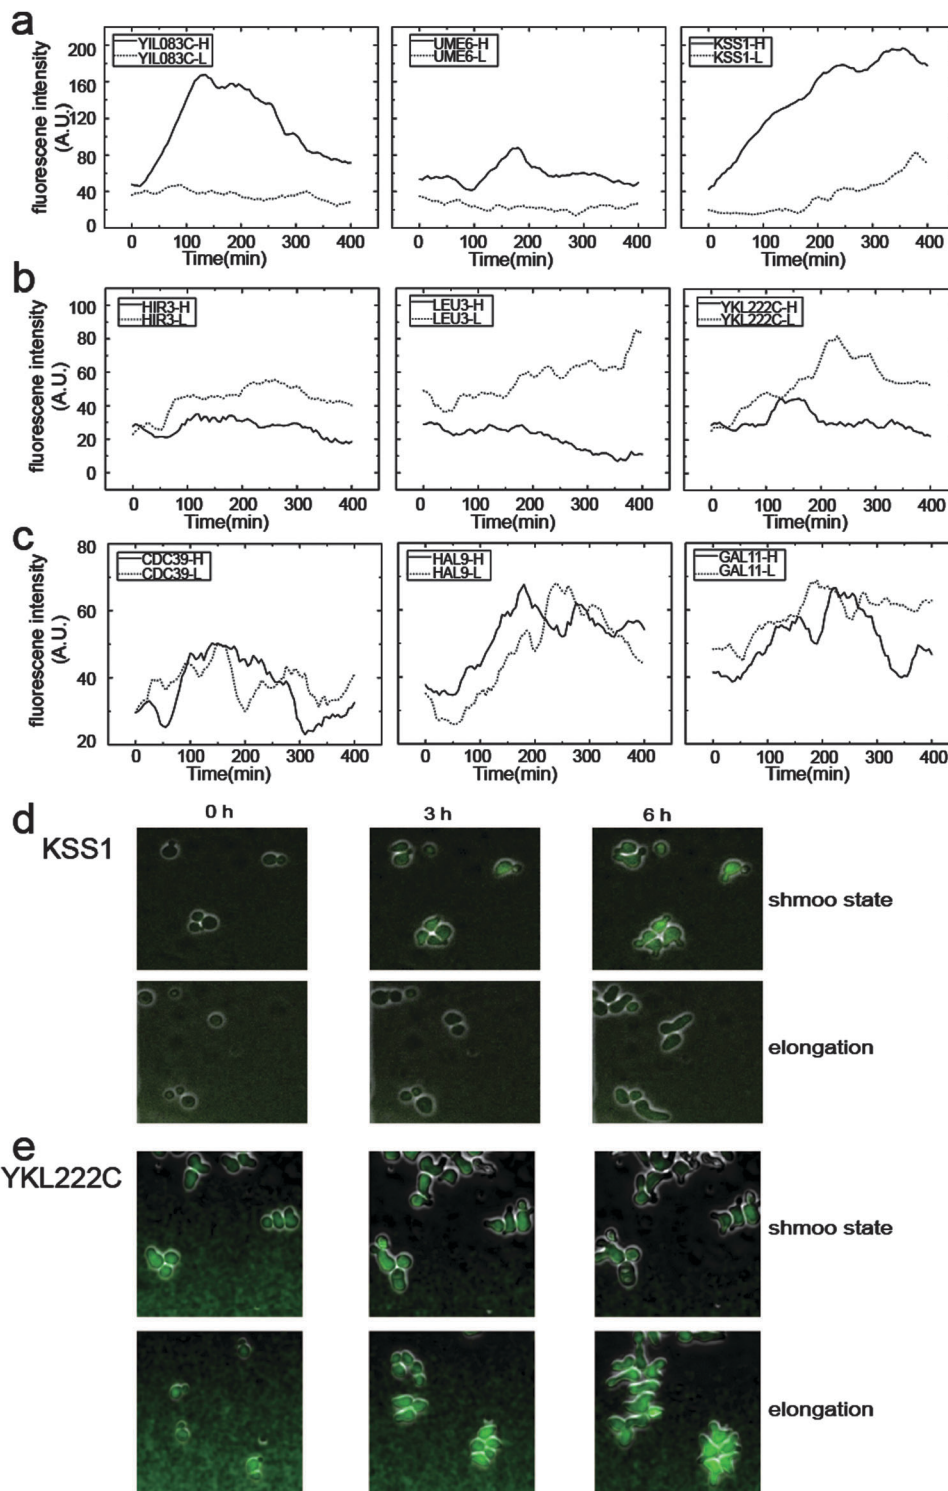 a
fluorescene intensity
(A.U.)
200
160
120
80
40
0
YIL083C-H
YIL083C-L
0 100 200 300 400
Time(min)
UME6-H
UME6-L
0 100 200 300 400
Time(min)
KSS1-H
KSS1-L
0 100 200 300 400
Time(min)
b
fluorescene intensity
(A.U.)
100
80
60
40
20
0
HIR3-H
HIR3-L
0 100 200 300 400
Time(min)
LEU3-H
LEU3-L
0 100 200 300 400
Time(min)
YKL222C-H
YKL222C-L
0 100 200 300 400
Time(min)
c
fluorescene intensity
(A.U.)
80
60
40
20
CDC39-H
CDC39-L
0 100 200 300 400
Time(min)
HAL9-H
HAL9-L
0 100 200 300 400
Time(min)
GAL11-H
GAL11-L
0 100 200 300 400
Time(min)
0 h 3 h 6 h
d
KSS1
shmoo state
elongation
e
YKL222C
shmoo state
elongation